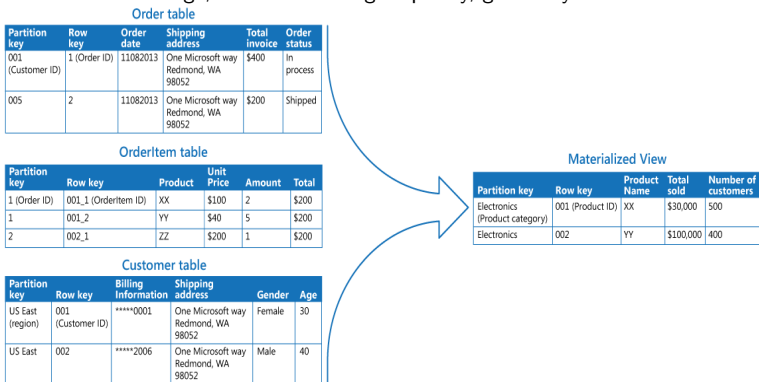 Order table
Partition key Row key Order date Shipping address Total invoice Order status
001 (Customer ID) 1 (Order ID) 11082013 One Microsoft way Redmond, WA 98052 $400 In process
005 2 11082013 One Microsoft way Redmond, WA 98052 $200 Shipped
OrderItem table
Partition key Row key Product Unit Price Amount Total
1 (Order ID) 001_1 (OrderItem ID) XX $100 2 $200
1 001_2 YY $40 5 $200
2 002_1 ZZ $200 1 $200
Customer table
Partition key Row key Billing Information Shipping address Gender Age
US East (region) 001 (Customer ID) *****0001 One Microsoft way Redmond, WA 98052 Female 30
US East 002 *****2006 One Microsoft way Redmond, WA 98052 Male 40
Materialized View
Partition key Row key Product Name Total sold Number of customers
Electronics (Product category) 001 (Product ID) XX $30,000 500
Electronics 002 YY $100,000 400